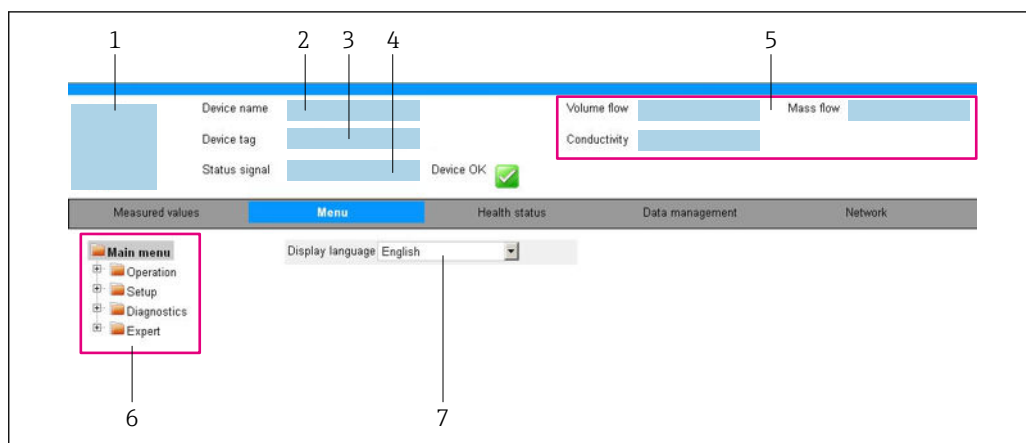 1 2 3 4 5
Device name Volume flow Mass flow
Device tag Conductivity
Status signal Device OK
Measured values Menu Health status Data management Network
Main menu Display language English
Operation
Setup
Diagnostics
Expert
6 7